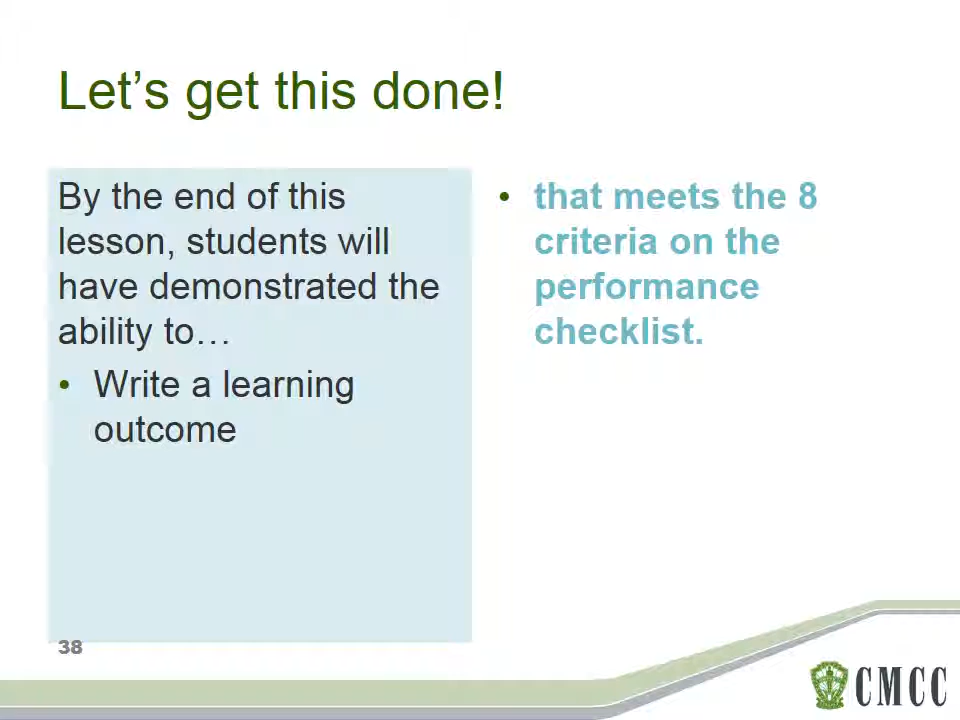 Let’s get this done!
By the end of this
lesson, students will
have demonstrated the
ability to…
• Write a learning
outcome
• that meets the 8
criteria on the
performance
checklist.
38
CMCC